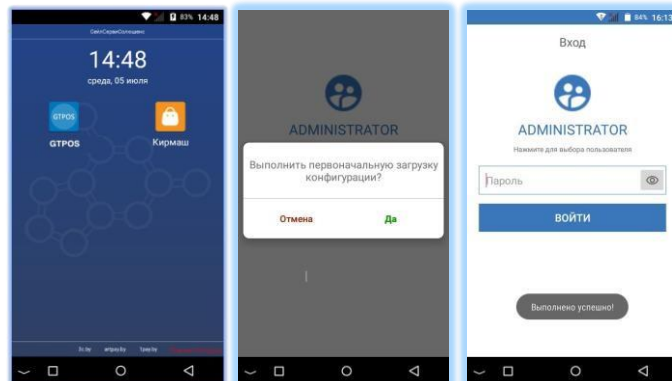 83% 14:48
СейлСервисСолюшенс
14:48
среда, 05 июля
GTPOS
GTPOS
Кирмаш
ADMINISTRATOR
Выполнить первоначальную загрузку
конфигурации?
Отмена
Да
84% 16:13
Вход
ADMINISTRATOR
Нажмите для выбора пользователя
Пароль
ВОЙТИ
Выполнено успешно!